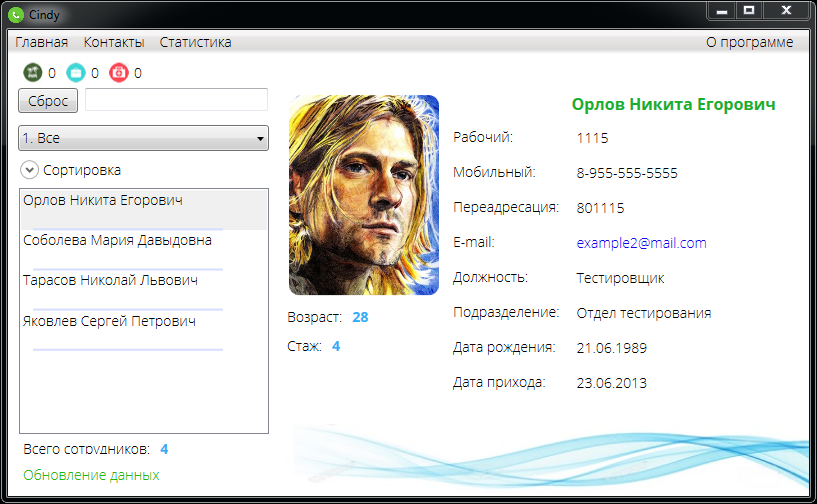 Cindy
Главная Контакты Статистика О программе
0 0 0
Сброс
1. Все
Сортировка
Орлов Никита Егорович
Соболева Мария Давыдовна
Тарасов Николай Львович
Яковлев Сергей Петрович
Всего сотрудников: 4
Обновление данных
Возраст: 28
Стаж: 4
Орлов Никита Егорович
Рабочий: 1115
Мобильный: 8-955-555-5555
Переадресация: 801115
E-mail: example2@mail.com
Должность: Тестировщик
Подразделение: Отдел тестирования
Дата рождения: 21.06.1989
Дата прихода: 23.06.2013